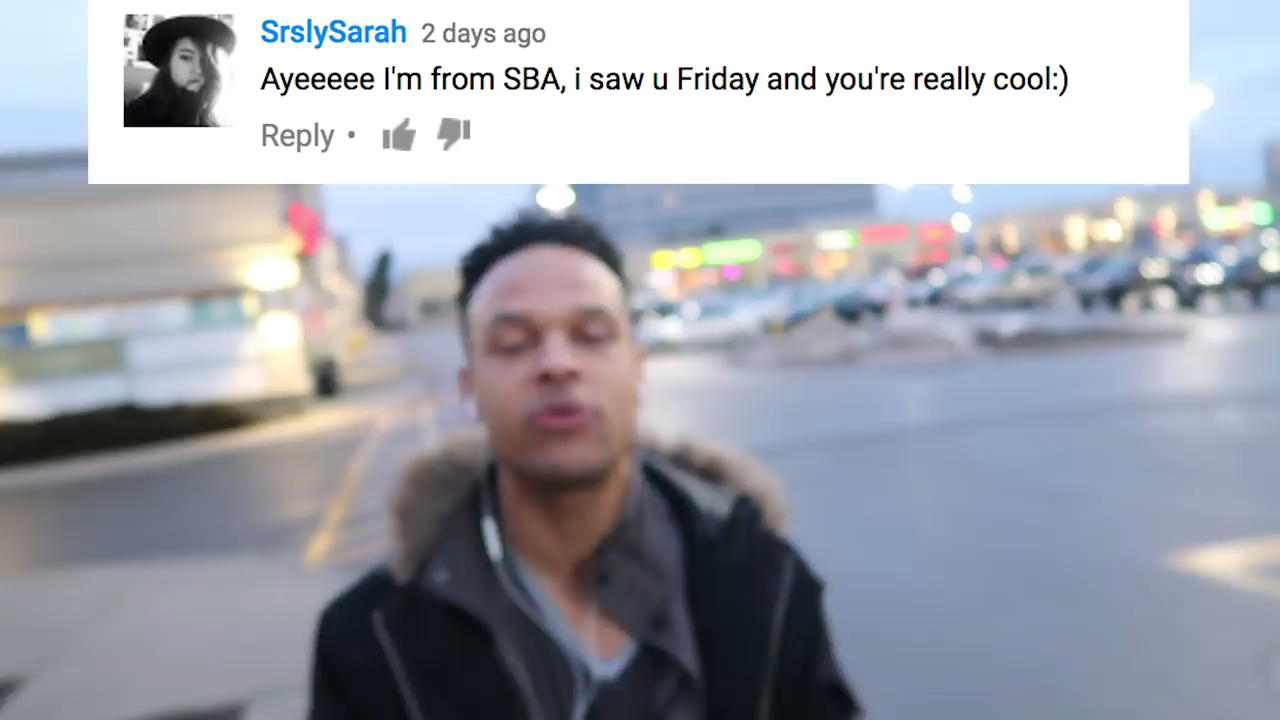 SrslySarah 2 days ago
Ayeeeee I'm from SBA, i saw u Friday and you're really cool:)
Reply •